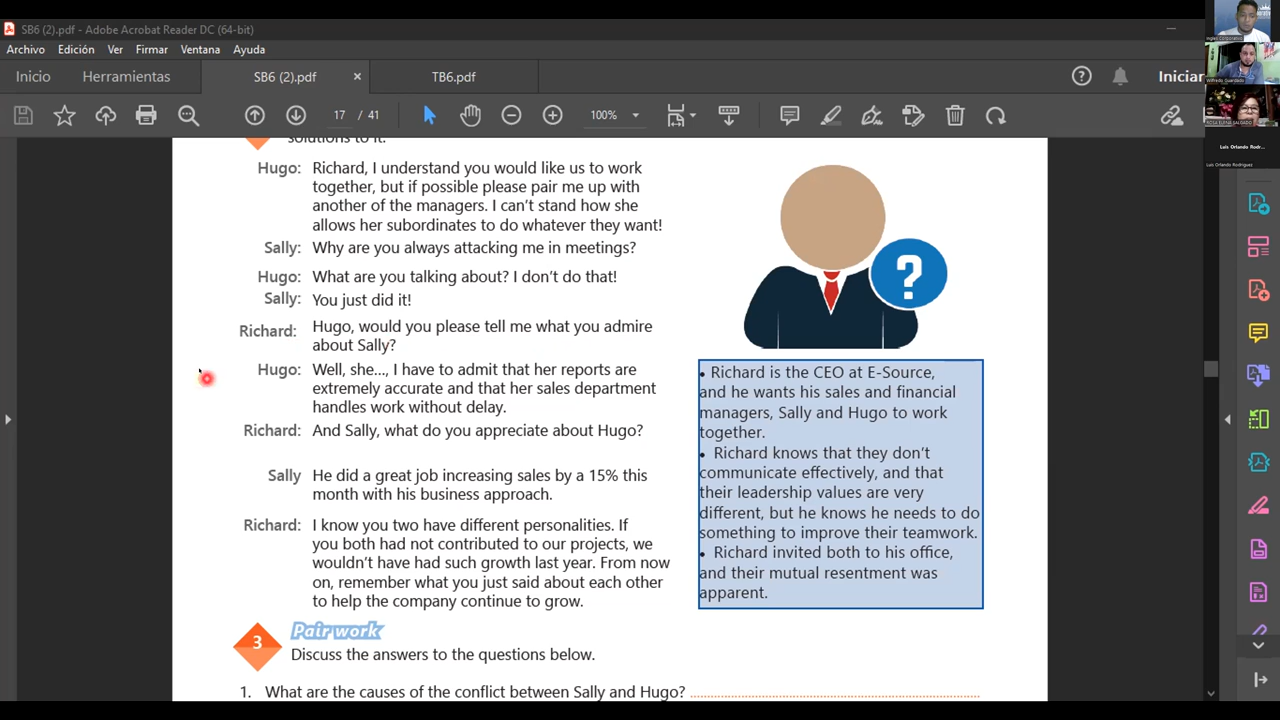 SB6 (2).pdf - Adobe Acrobat Reader DC (64-bit)
Archivo Edición Ver Firmar Ventana Ayuda
Inicio Herramientas SB6 (2).pdf × TB6.pdf Iniciar
17 / 41 100%
solutions to it.
Hugo: Richard, I understand you would like us to work
together, but if possible please pair me up with
another of the managers. I can't stand how she
allows her subordinates to do whatever they want!
Sally: Why are you always attacking me in meetings?
Hugo: What are you talking about? I don't do that!
Sally: You just did it!
Richard: Hugo, would you please tell me what you admire
about Sally?
Hugo: Well, she..., I have to admit that her reports are
extremely accurate and that her sales department
handles work without delay.
Richard: And Sally, what do you appreciate about Hugo?
Sally He did a great job increasing sales by a 15% this
month with his business approach.
Richard: I know you two have different personalities. If
you both had not contributed to our projects, we
wouldn't have had such growth last year. From now
on, remember what you just said about each other
to help the company continue to grow.
?
• Richard is the CEO at E-Source,
and he wants his sales and financial
managers, Sally and Hugo to work
together.
• Richard knows that they don't
communicate effectively, and that
their leadership values are very
different, but he knows he needs to do
something to improve their teamwork.
• Richard invited both to his office,
and their mutual resentment was
apparent.
3 Pair work
Discuss the answers to the questions below.
1. What are the causes of the conflict between Sally and Hugo?
Ingles Corporativo
Wilfredo Guardado
ROSA ELENA SALGADO
Luis Orlando Rodr...
Luis Orlando Rodriguez